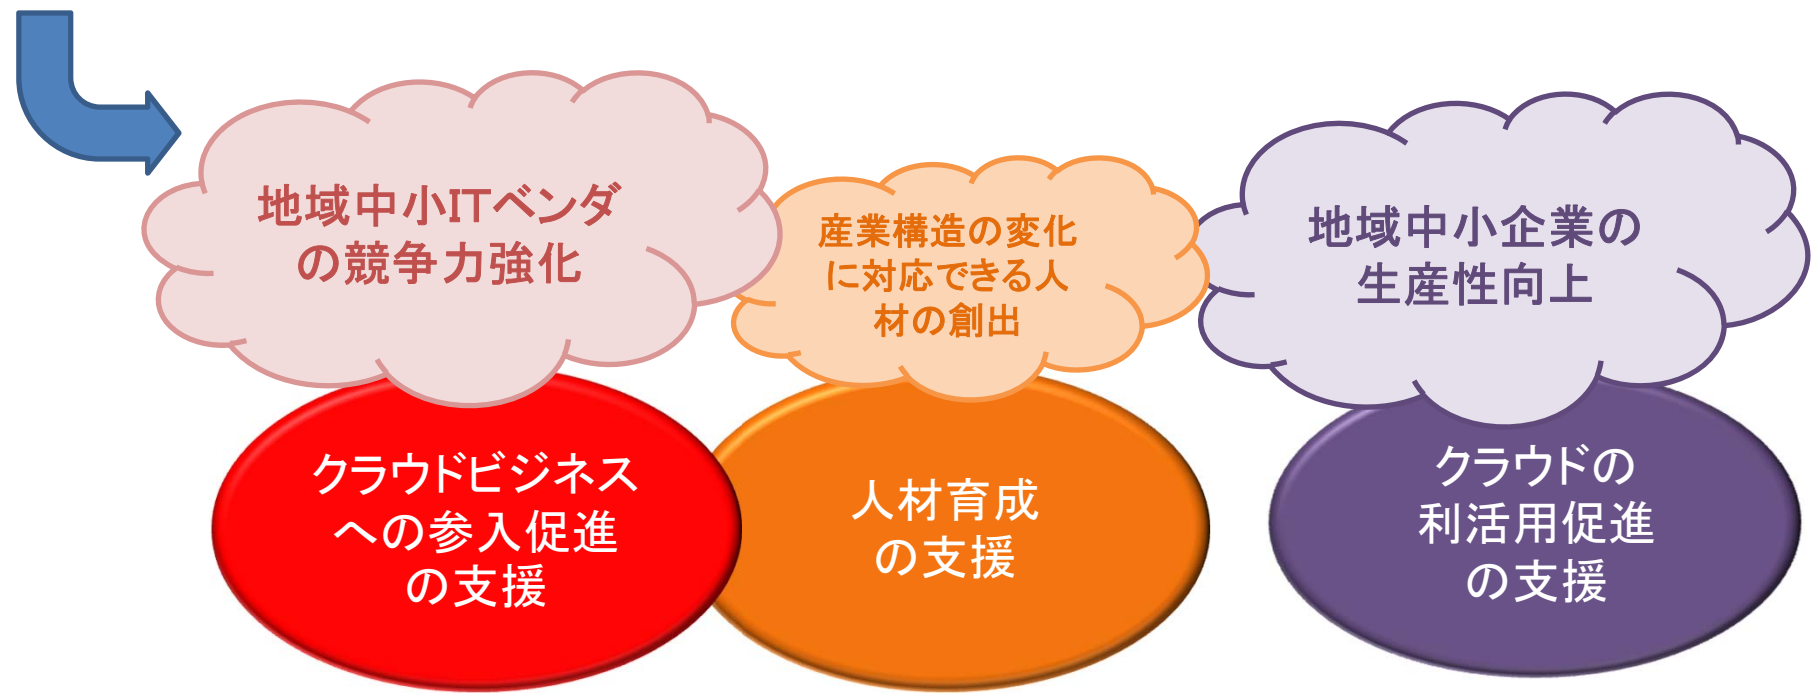 地域中小ITベンダ
の競争力強化
産業構造の変化
に対応できる人
材の創出
地域中小企業の
生産性向上
クラウドビジネス
への参入促進
の支援
人材育成
の支援
クラウドの
利活用促進
の支援